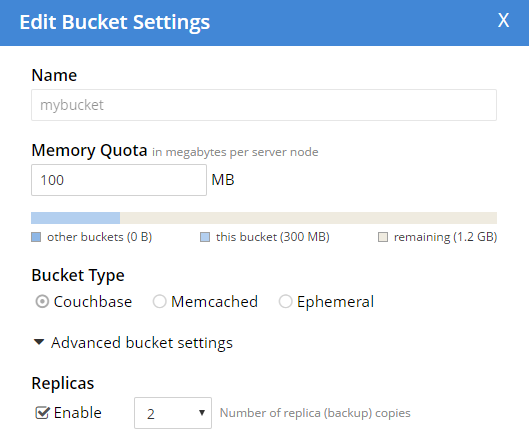 Edit Bucket Settings X
Name
mybucket
Memory Quota in megabytes per server node
100 MB
other buckets (0 B) this bucket (300 MB) remaining (1.2 GB)
Bucket Type
Couchbase Memcached Ephemeral
Advanced bucket settings
Replicas
Enable 2 Number of replica (backup) copies